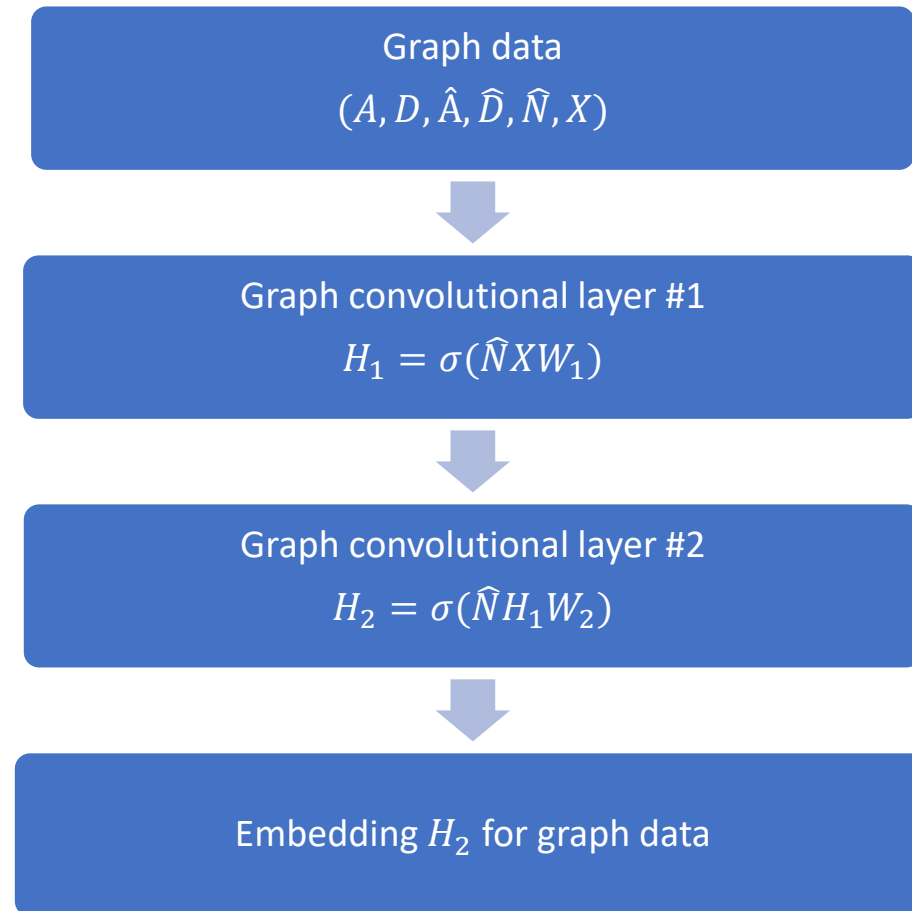 Graph data
(A, D, Â, D̂, N̂, X)
Graph convolutional layer #1
H₁ = σ(N̂XW₁)
Graph convolutional layer #2
H₂ = σ(N̂H₁W₂)
Embedding H₂ for graph data